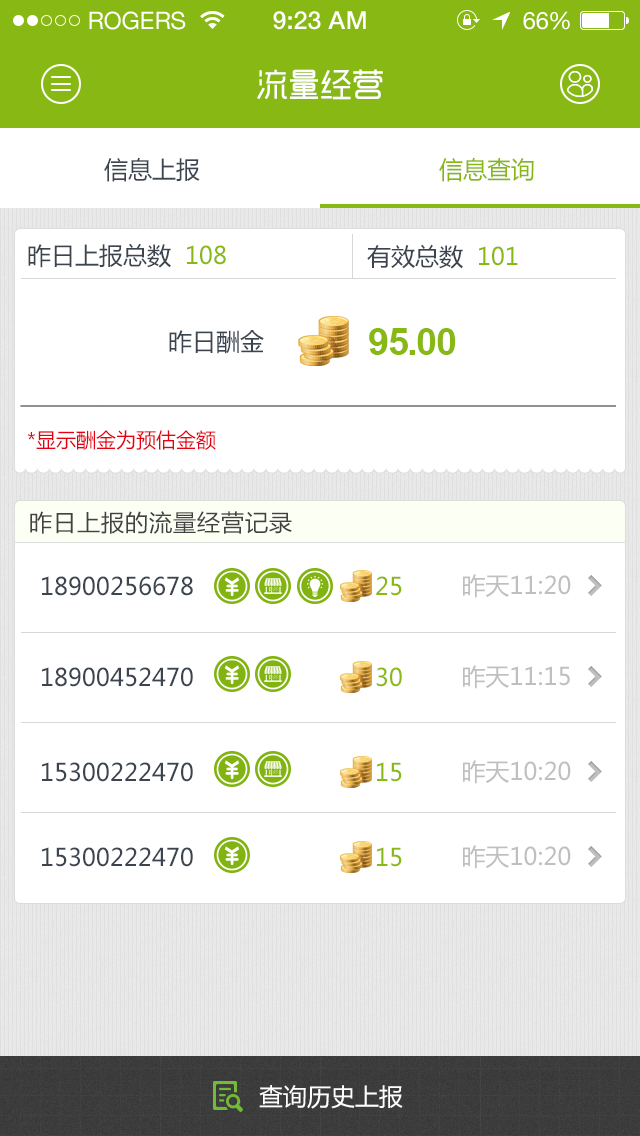 ROGERS 9:23 AM 66%
流量经营
信息上报 信息查询
昨日上报总数 108 有效总数 101
昨日酬金 95.00
*显示酬金为预估金额
昨日上报的流量经营记录
18900256678 25 昨天11:20
18900452470 30 昨天11:15
15300222470 15 昨天10:20
15300222470 15 昨天10:20
查询历史上报